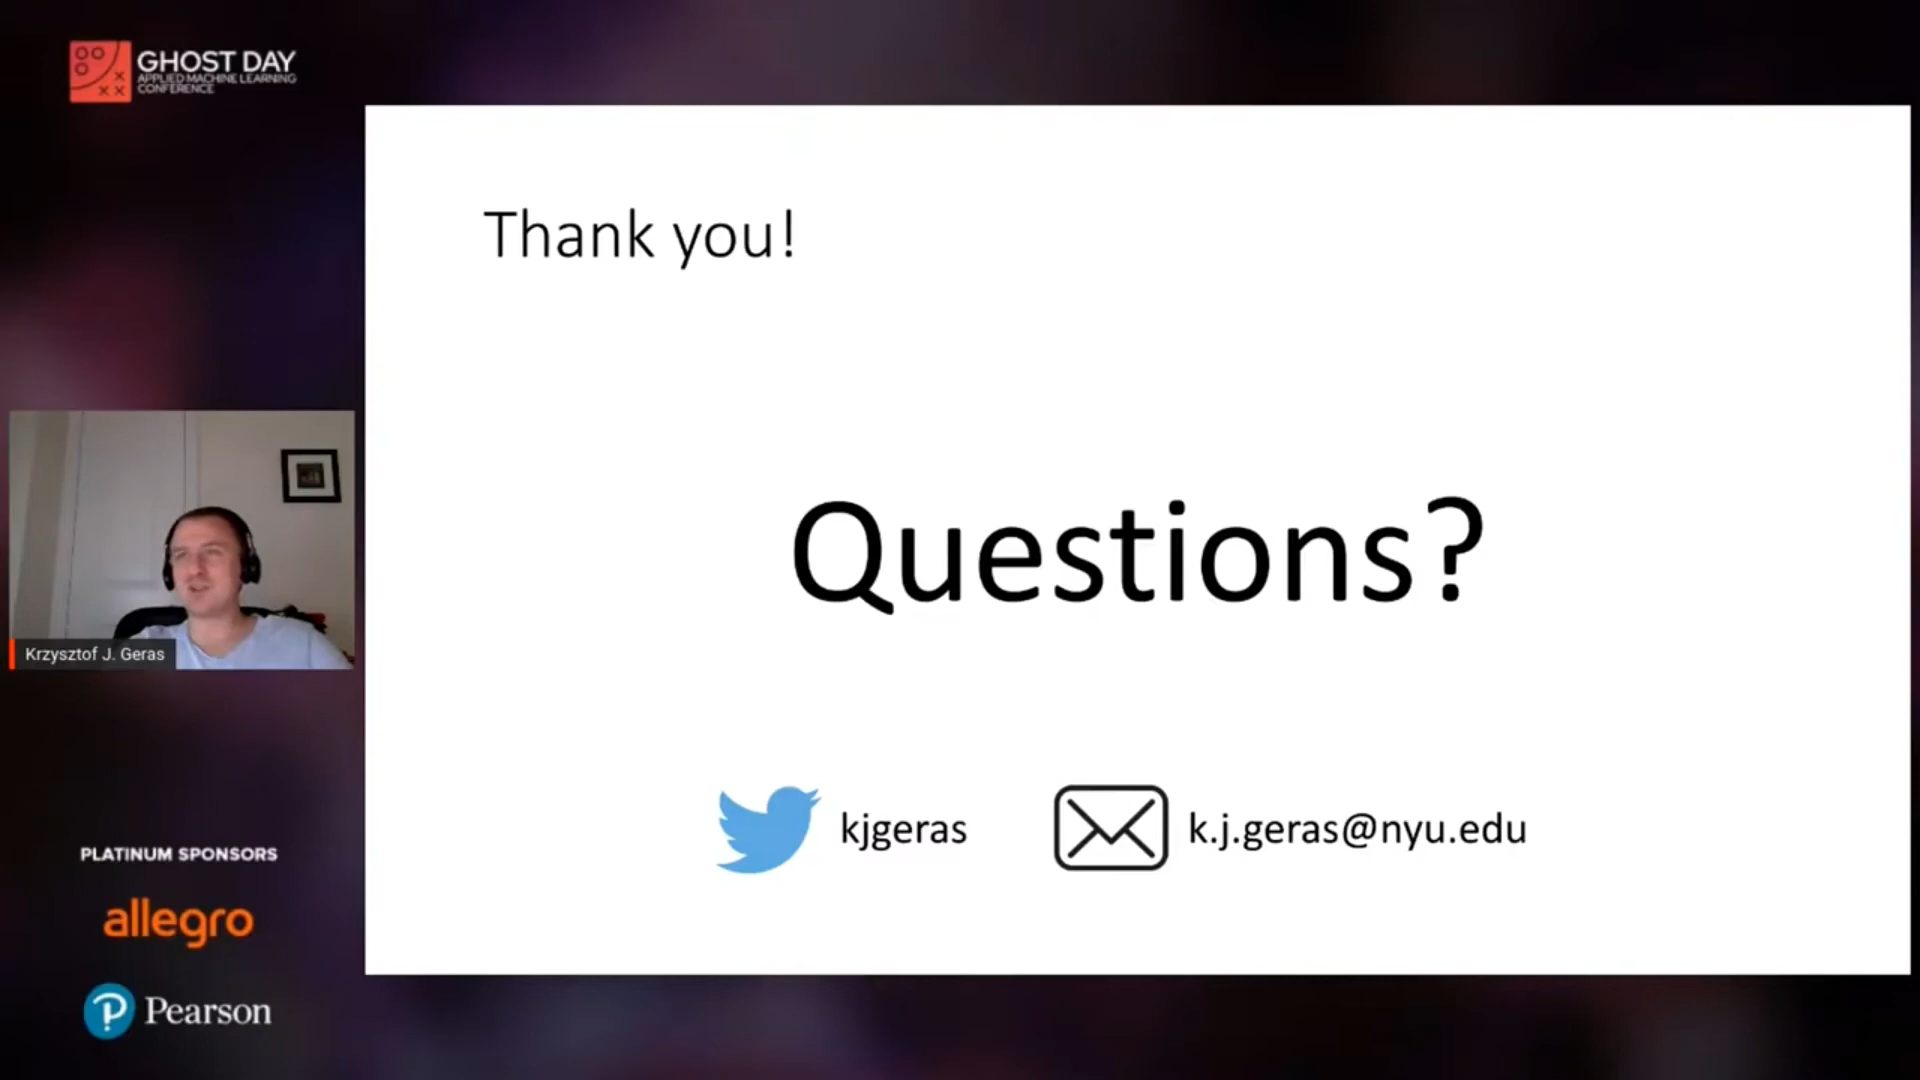 GHOST DAY
APPLIED MACHINE LEARNING
CONFERENCE
Thank you!
Questions?
Krzysztof J. Geras
kjgeras
k.j.geras@nyu.edu
PLATINUM SPONSORS
allegro
Pearson